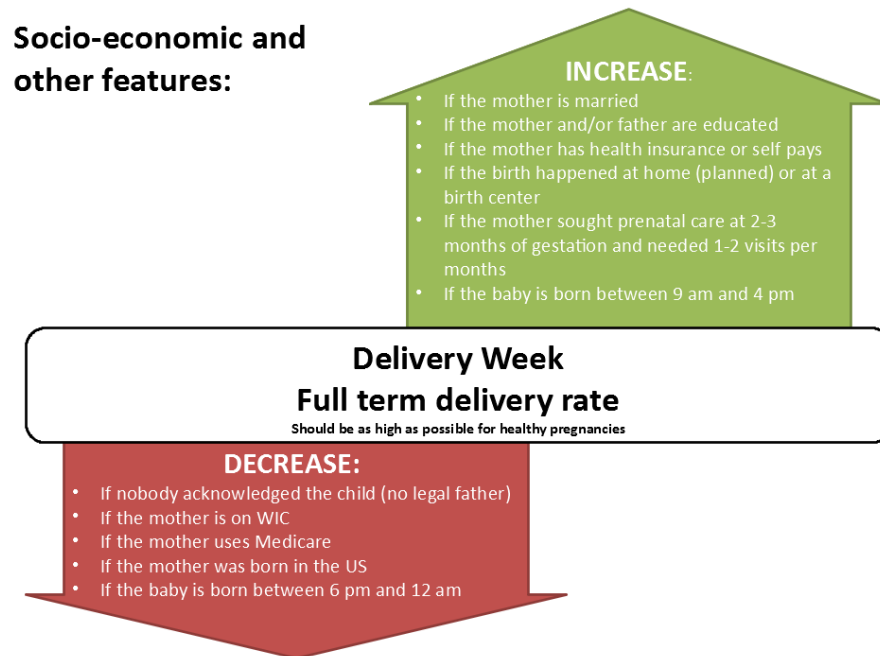 Socio-economic and
other features:
INCREASE:
• If the mother is married
• If the mother and/or father are educated
• If the mother has health insurance or self pays
• If the birth happened at home (planned) or at a
birth center
• If the mother sought prenatal care at 2-3
months of gestation and needed 1-2 visits per
months
• If the baby is born between 9 am and 4 pm
Delivery Week
Full term delivery rate
Should be as high as possible for healthy pregnancies
DECREASE:
• If nobody acknowledged the child (no legal father)
• If the mother is on WIC
• If the mother uses Medicare
• If the mother was born in the US
• If the baby is born between 6 pm and 12 am